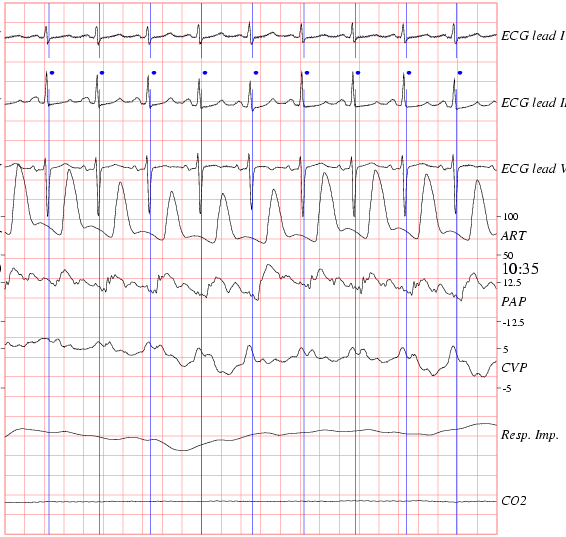 ECG lead I
ECG lead II
ECG lead V
100
ART
50
10:35
12.5
PAP
-12.5
5
CVP
-5
Resp. Imp.
CO2